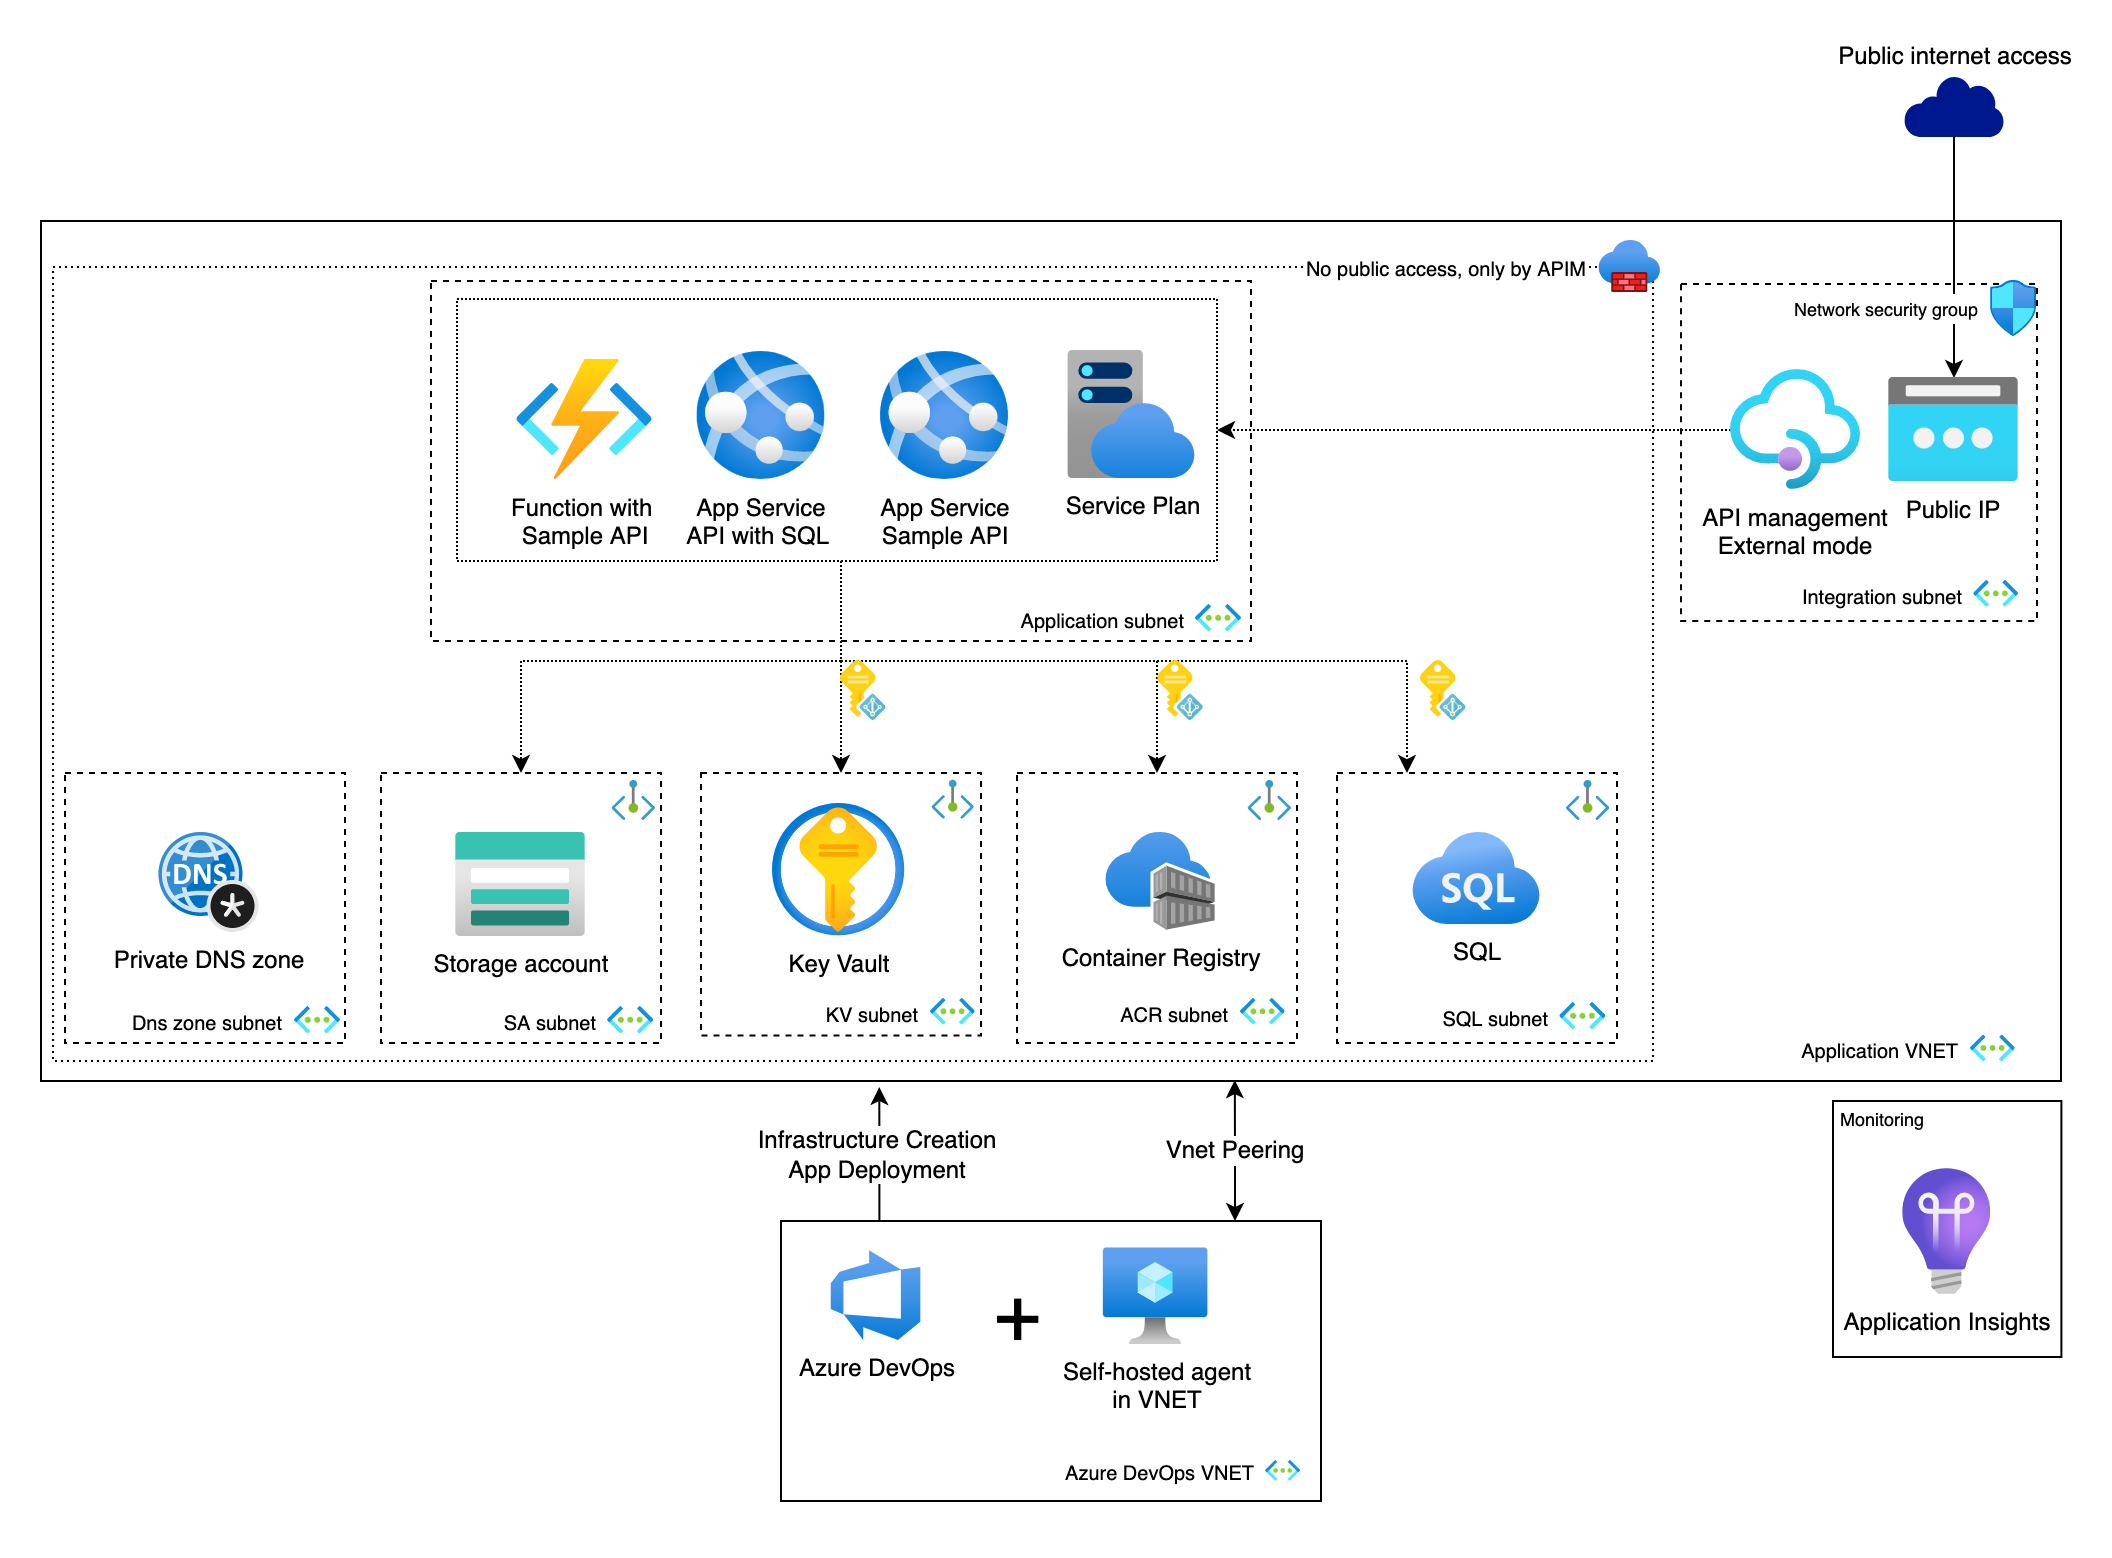 Public internet access
No public access, only by APIM
Network security group
Function with
Sample API
App Service
API with SQL
App Service
Sample API
Service Plan
API management
External mode
Public IP
Integration subnet
Application subnet
DNS
Private DNS zone
Dns zone subnet
Storage account
SA subnet
Key Vault
KV subnet
Container Registry
ACR subnet
SQL
SQL
SQL subnet
Application VNET
Infrastructure Creation
App Deployment
Vnet Peering
Monitoring
Application Insights
Azure DevOps
+
Self-hosted agent
in VNET
Azure DevOps VNET